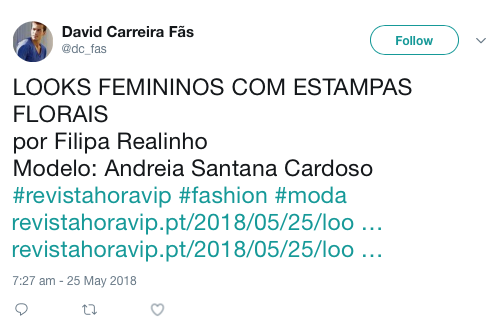 David Carreira Fãs
@dc_fas
Follow
LOOKS FEMININOS COM ESTAMPAS
FLORAIS
por Filipa Realinho
Modelo: Andreia Santana Cardoso
#revistahoravip #fashion #moda
revistahoravip.pt/2018/05/25/loo …
revistahoravip.pt/2018/05/25/loo …
7:27 am - 25 May 2018